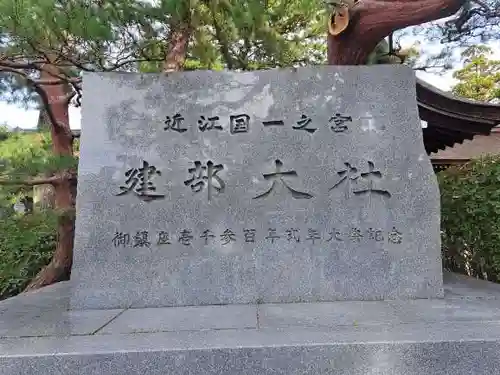 近江国一之宮
建部大社
御鎮座壱千参百年式年大祭記念